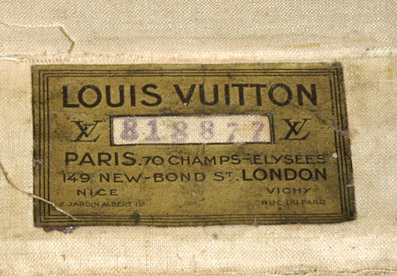 LOUIS VUITTON
LV 818877 LV
PARIS. 70 CHAMPS-ELYSÉES
149 NEW-BOND ST. LONDON
NICE VICHY
2 JARDIN ALBERT 1ER RUE DU PARC